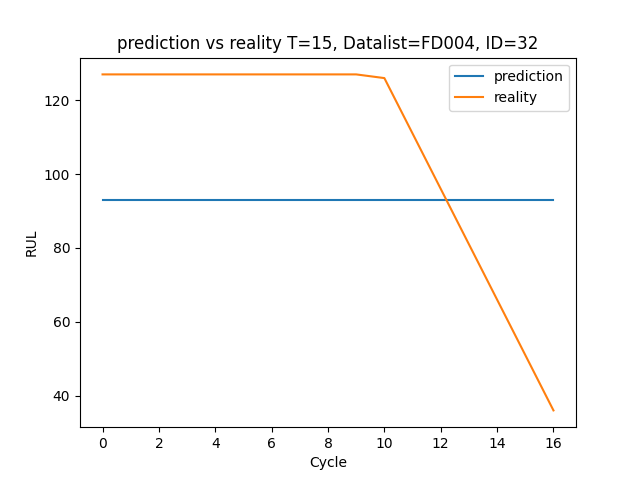 prediction vs reality T=15, Datalist=FD004, ID=32
prediction
reality
120
100
80
60
40
RUL
0 2 4 6 8 10 12 14 16
Cycle